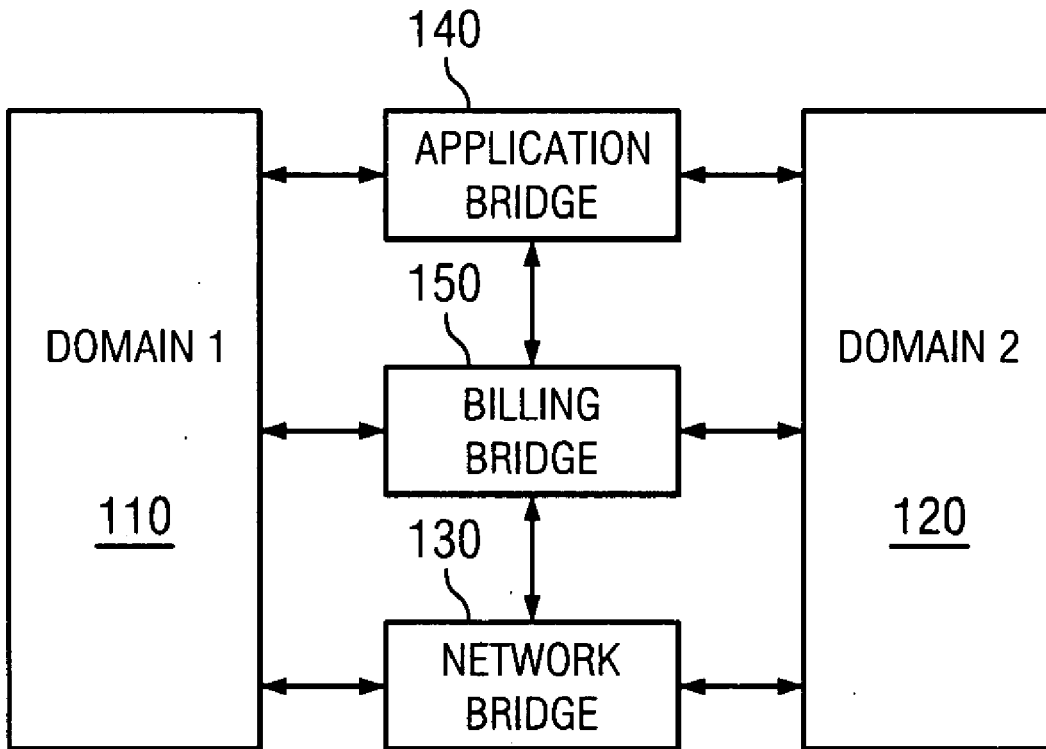 140
APPLICATION
BRIDGE
150
DOMAIN 1
BILLING
BRIDGE
DOMAIN 2
110
130
120
NETWORK
BRIDGE